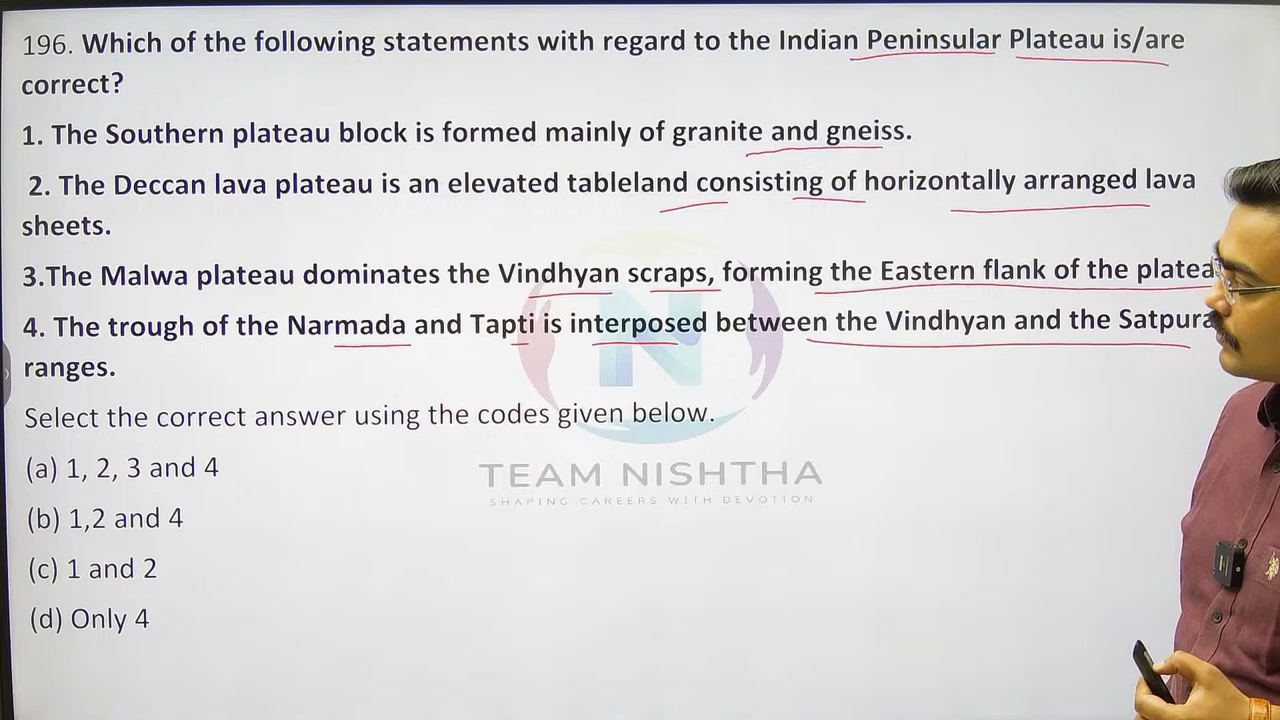 196. Which of the following statements with regard to the Indian Peninsular Plateau is/are
correct?
1. The Southern plateau block is formed mainly of granite and gneiss.
2. The Deccan lava plateau is an elevated tableland consisting of horizontally arranged lava
sheets.
3.The Malwa plateau dominates the Vindhyan scraps, forming the Eastern flank of the platea
4. The trough of the Narmada and Tapti is interposed between the Vindhyan and the Satpura
ranges.
Select the correct answer using the codes given below.
(a) 1, 2, 3 and 4
(b) 1,2 and 4
(c) 1 and 2
(d) Only 4
N
TEAM NISHTHA
SHAPING CAREERS WITH DEVOTION